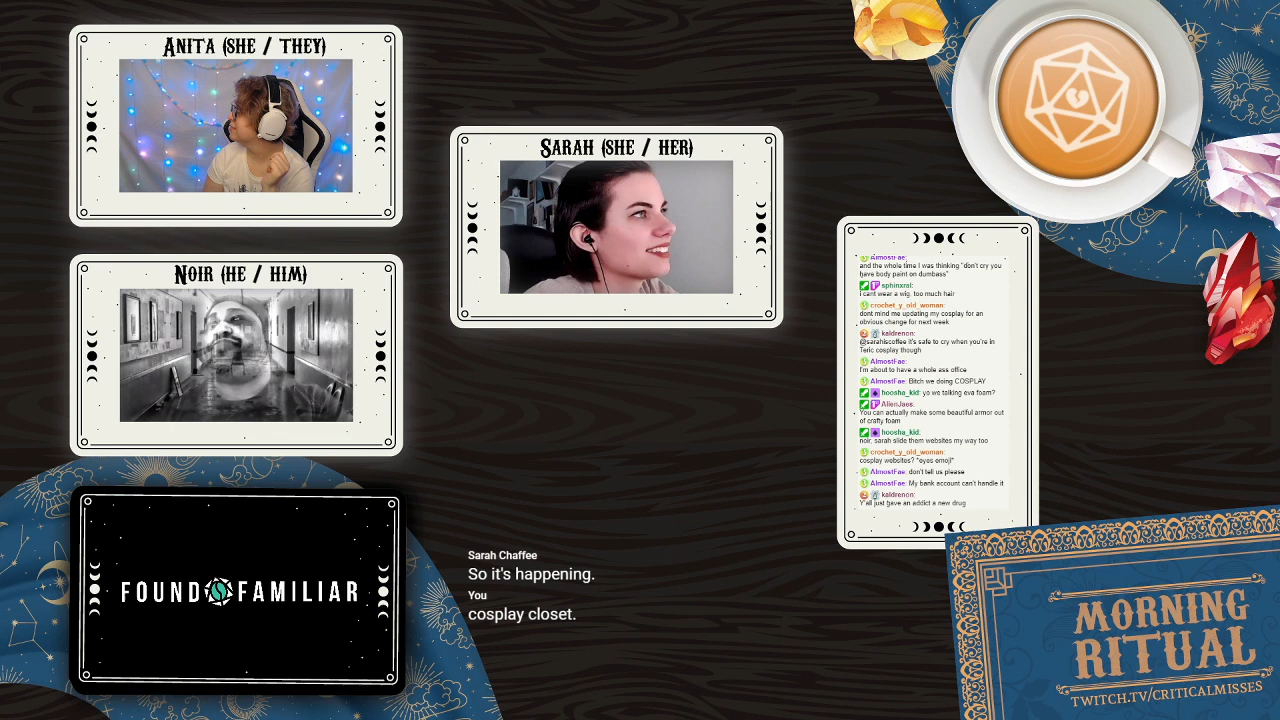 ANITA (SHE / THEY)
SARAH (SHE / HER)
NOIR (HE / HIM)
AlmostFae:
and the whole time I was thinking "don't cry you
have body paint on dumbass"
sphinxral:
i cant wear a wig, too much hair
crochet_y_old_woman:
dont mind me updating my cosplay for an
obvious change for next week
kaldrenon:
@sarahiscoffee it's safe to cry when you're in
Teric cosplay though
AlmostFae:
I'm about to have a whole ass office
AlmostFae: Bitch we doing COSPLAY
hoosha_kid: yo we talking eva foam?
AlienJaes:
You can actually make some beautiful armor out
of crafty foam
hoosha_kid:
noir, sarah slide them websites my way too
crochet_y_old_woman:
cosplay websites? *eyes emoji*
AlmostFae: don't tell us please
AlmostFae: My bank account can't handle it
kaldrenon:
Y'all just gave an addict a new drug
FOUND FAMILIAR
Sarah Chaffee
So it's happening.
You
cosplay closet.
MORNING
RITUAL
TWITCH.TV/CRITICALMISSES